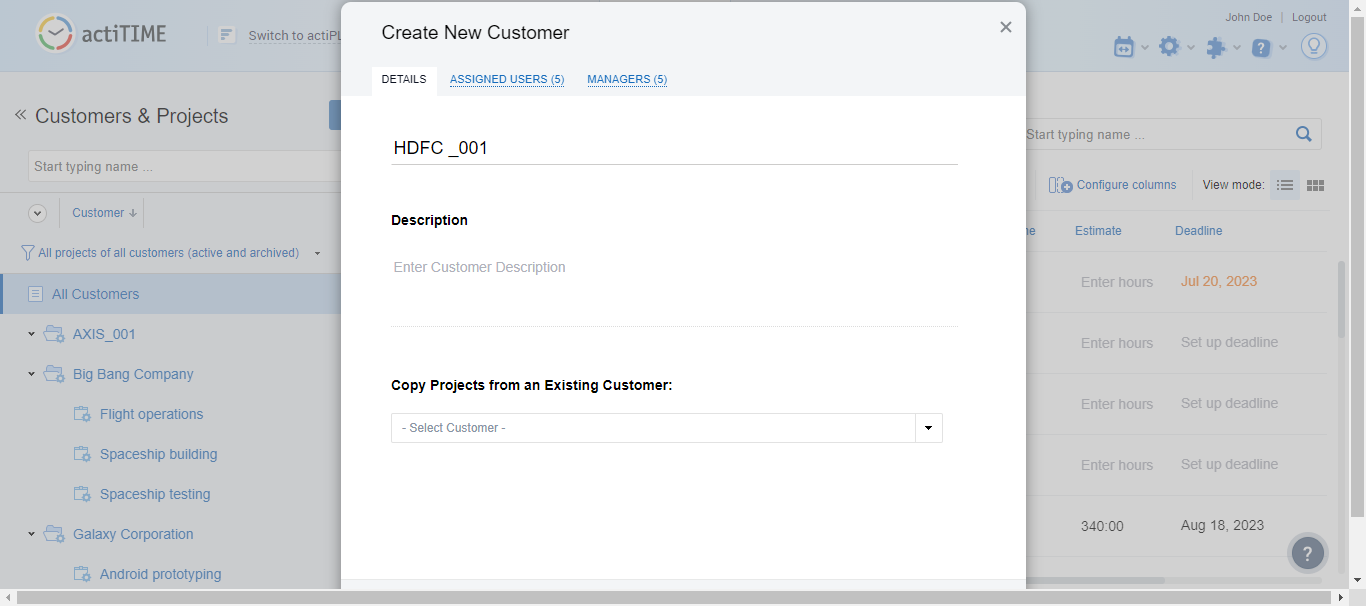 actiTIME
Switch to actiPL
John Doe | Logout
Customers & Projects
Start typing name ...
Customer
All projects of all customers (active and archived)
All Customers
AXIS_001
Big Bang Company
Flight operations
Spaceship building
Spaceship testing
Galaxy Corporation
Android prototyping
Create New Customer
DETAILS
ASSIGNED USERS (5)
MANAGERS (5)
HDFC _001
Description
Enter Customer Description
Copy Projects from an Existing Customer:
- Select Customer -
Start typing name ...
Configure columns
View mode:
ne
Estimate
Deadline
Enter hours
Jul 20, 2023
Enter hours
Set up deadline
Enter hours
Set up deadline
Enter hours
Set up deadline
340:00
Aug 18, 2023
?